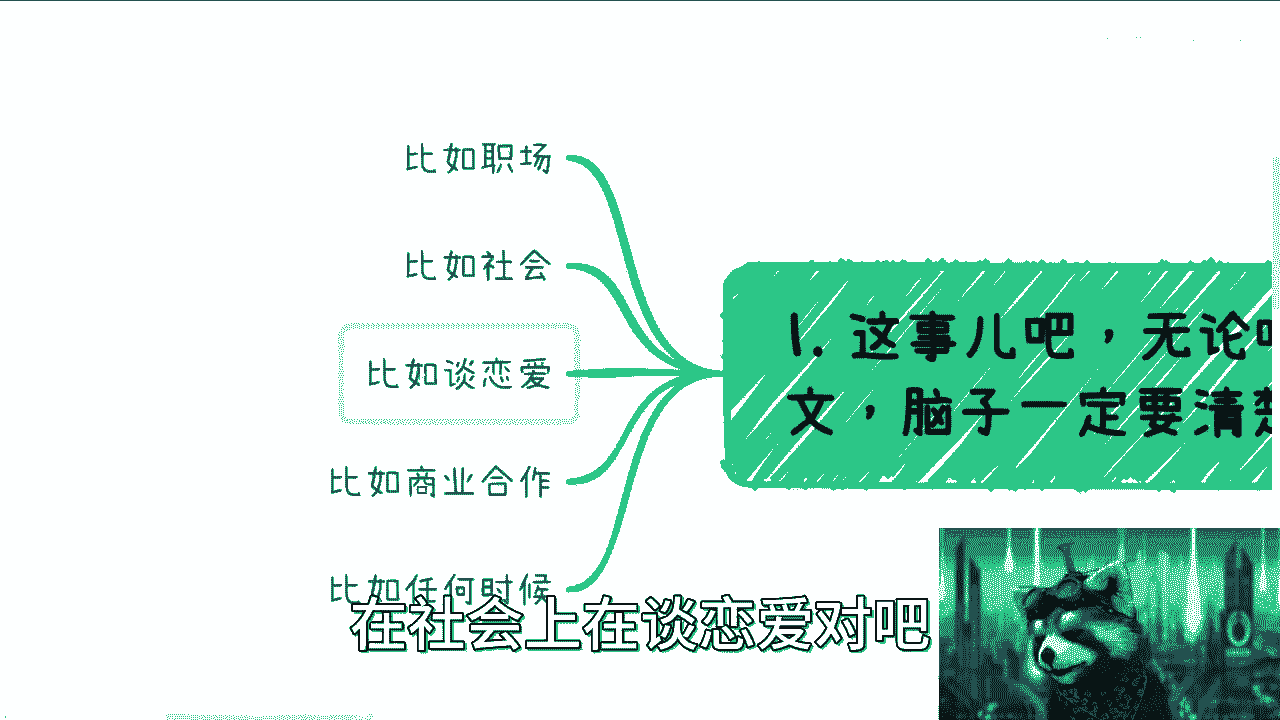 比如职场
比如社会
比如谈恋爱
比如商业合作
比如任何时候
1. 这事儿吧，无论
文，脑子一定要清
在社会上在谈恋爱对吧